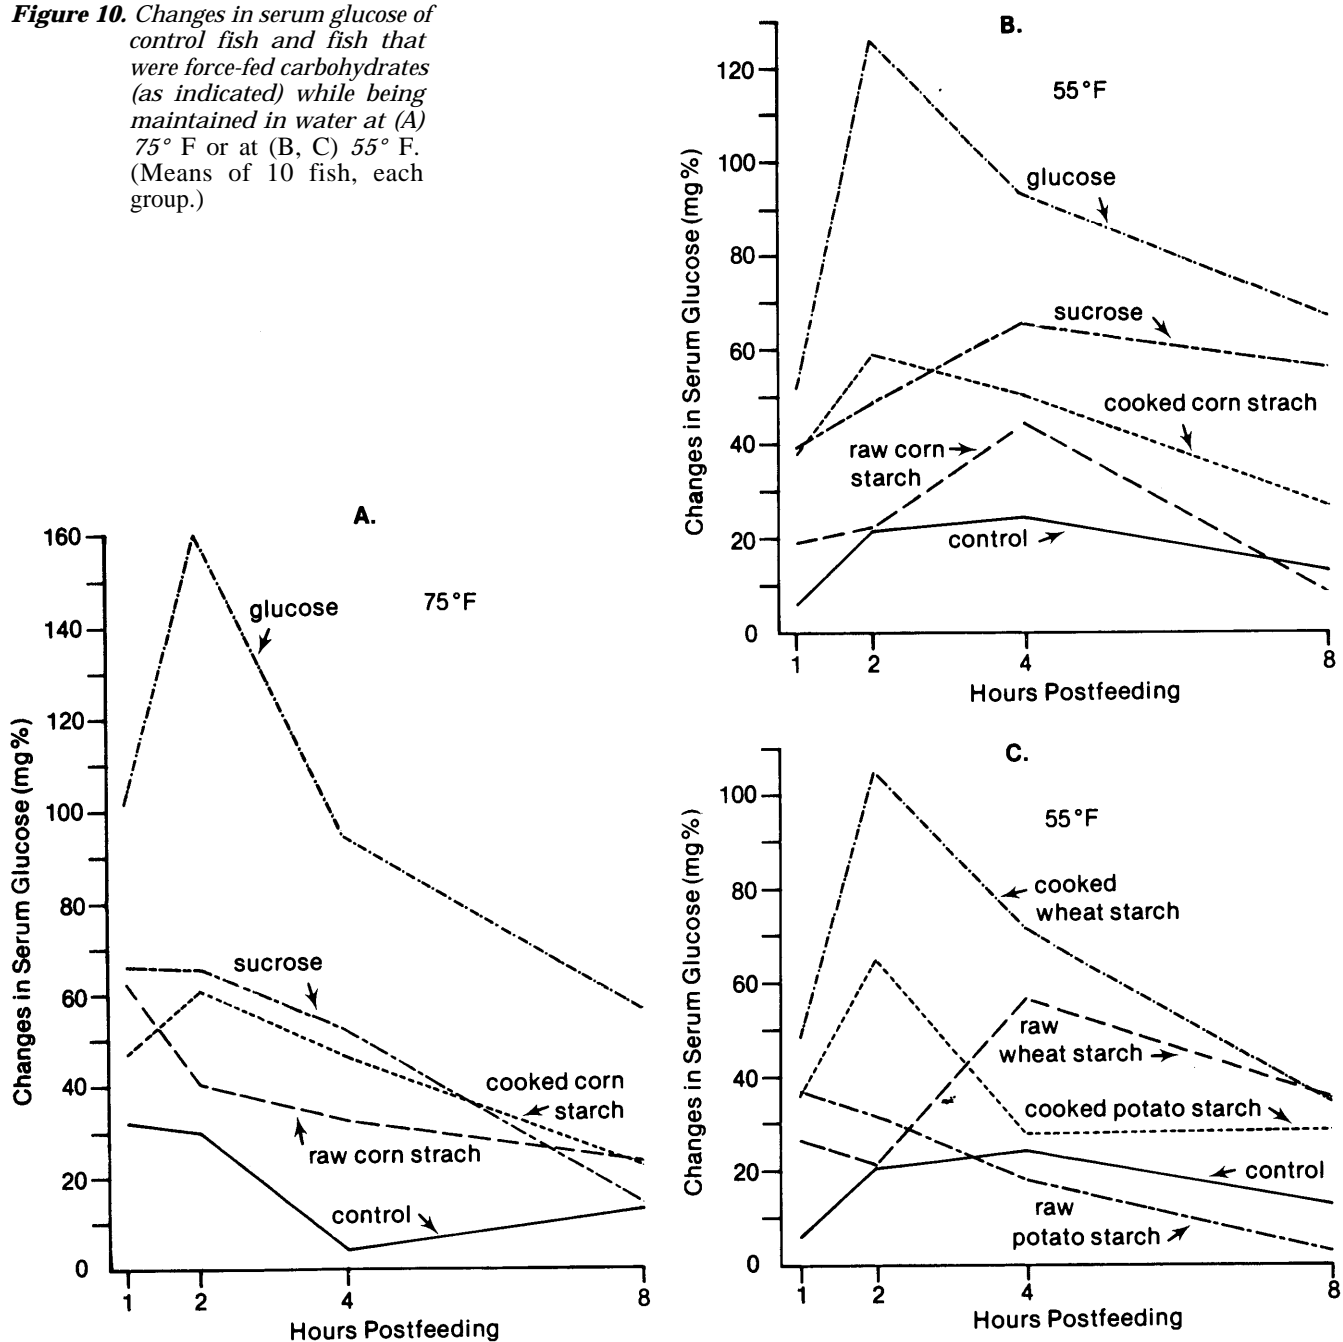 Figure 10. Changes in serum glucose of
control fish and fish that
were force-fed carbohydrates
(as indicated) while being
maintained in water at (A)
75° F or at (B, C) 55° F.
(Means of 10 fish, each
group.)
A.
75°F
Changes in Serum Glucose (mg%)
160
140
120
100
80
60
40
20
0
glucose
sucrose
cooked corn
starch
raw corn strach
control
1 2 4 8
Hours Postfeeding
B.
55°F
Changes in Serum Glucose (mg%)
120
100
80
60
40
20
0
glucose
sucrose
cooked corn strach
raw corn
starch
control
1 2 4 8
Hours Postfeeding
C.
55°F
Changes in Serum Glucose (mg%)
100
80
60
40
20
0
cooked
wheat starch
raw
wheat starch
cooked potato starch
control
raw
potato starch
1 2 4 8
Hours Postfeeding